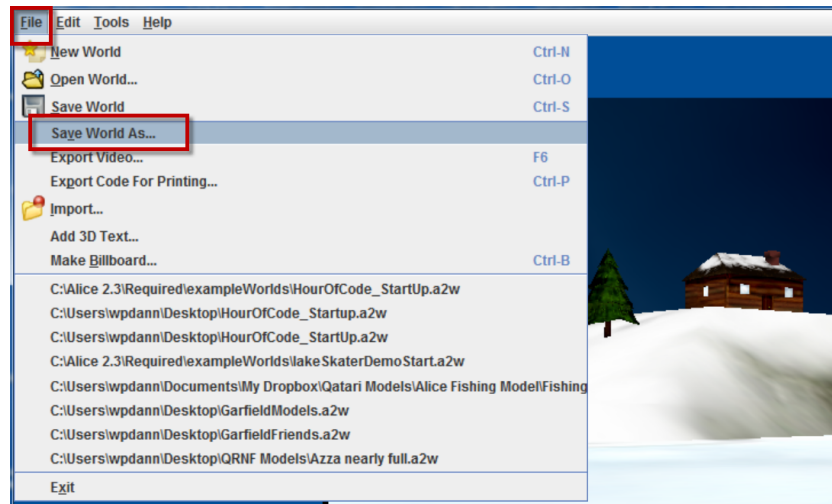 File Edit Tools Help
New World Ctrl-N
Open World... Ctrl-O
Save World Ctrl-S
Save World As...
Export Video... F6
Export Code For Printing... Ctrl-P
Import...
Add 3D Text...
Make Billboard... Ctrl-B
C:\Alice 2.3\Required\exampleWorlds\HourOfCode_StartUp.a2w
C:\Users\wpdann\Desktop\HourOfCode_Startup.a2w
C:\Users\wpdann\Desktop\HourOfCode_StartUp.a2w
C:\Alice 2.3\Required\exampleWorlds\lakeSkaterDemoStart.a2w
C:\Users\wpdann\Documents\My Dropbox\Qatari Models\Alice Fishing Model\Fishing
C:\Users\wpdann\Desktop\GarfieldModels.a2w
C:\Users\wpdann\Desktop\GarfieldFriends.a2w
C:\Users\wpdann\Desktop\QRNF Models\Azza nearly full.a2w
Exit